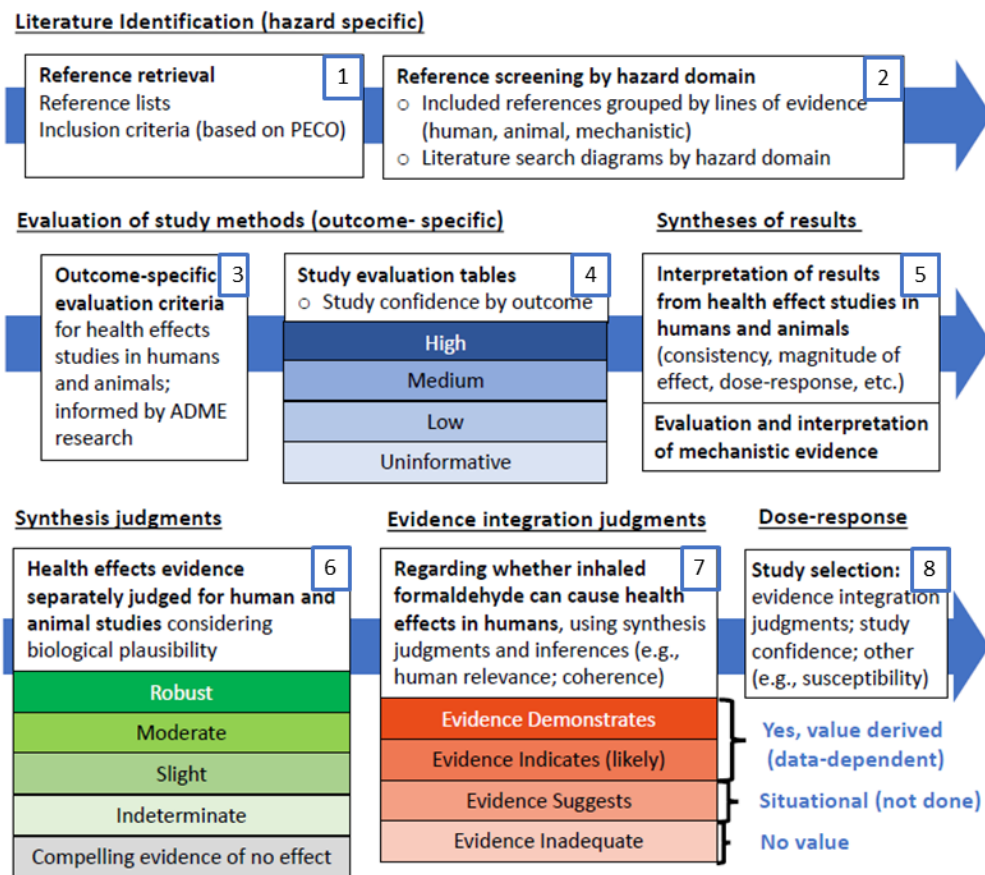 Literature Identification (hazard specific)
Reference retrieval
1
Reference lists
Inclusion criteria (based on PECO)
Reference screening by hazard domain
2
○ Included references grouped by lines of evidence
(human, animal, mechanistic)
○ Literature search diagrams by hazard domain
Evaluation of study methods (outcome- specific)
Syntheses of results
Outcome-specific
3
evaluation criteria
for health effects
studies in humans
and animals;
informed by ADME
research
Study evaluation tables
4
○ Study confidence by outcome
High
Medium
Low
Uninformative
Interpretation of results
5
from health effect studies in
humans and animals
(consistency, magnitude of
effect, dose-response, etc.)
Evaluation and interpretation
of mechanistic evidence
Synthesis judgments
Evidence integration judgments
Dose-response
Health effects evidence
6
separately judged for human and
animal studies considering
biological plausibility
Robust
Moderate
Slight
Indeterminate
Compelling evidence of no effect
Regarding whether inhaled
7
formaldehyde can cause health
effects in humans, using synthesis
judgments and inferences (e.g.,
human relevance; coherence)
Evidence Demonstrates
Evidence Indicates (likely)
Evidence Suggests
Evidence Inadequate
Study selection:
8
evidence integration
judgments; study
confidence; other
(e.g., susceptibility)
Yes, value derived
(data-dependent)
Situational (not done)
No value